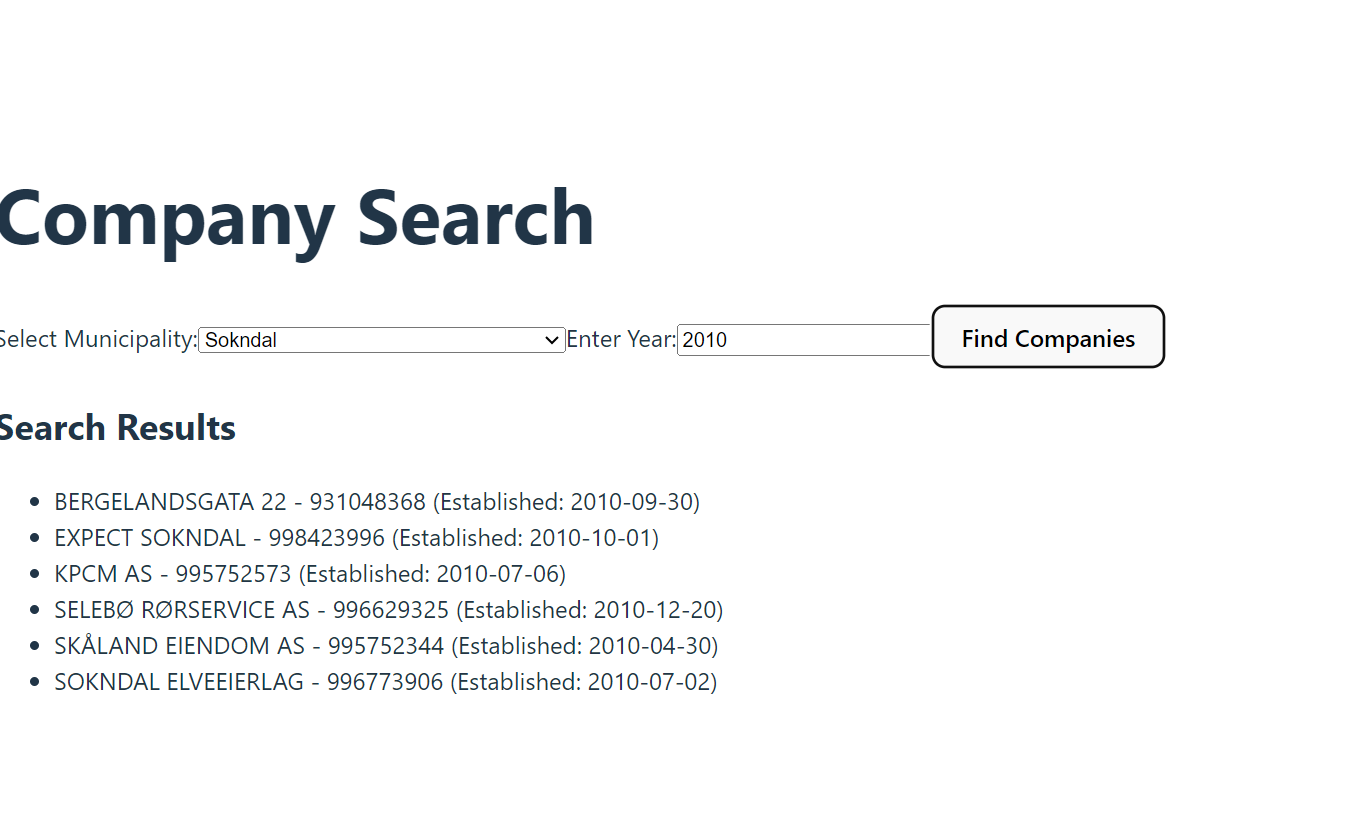 Company Search
Select Municipality: Sokndal Enter Year: 2010 Find Companies
Search Results
BERGELANDSGATA 22 - 931048368 (Established: 2010-09-30)
EXPECT SOKNDAL - 998423996 (Established: 2010-10-01)
KPCM AS - 995752573 (Established: 2010-07-06)
SELEBØ RØRSERVICE AS - 996629325 (Established: 2010-12-20)
SKÅLAND EIENDOM AS - 995752344 (Established: 2010-04-30)
SOKNDAL ELVEEIERLAG - 996773906 (Established: 2010-07-02)